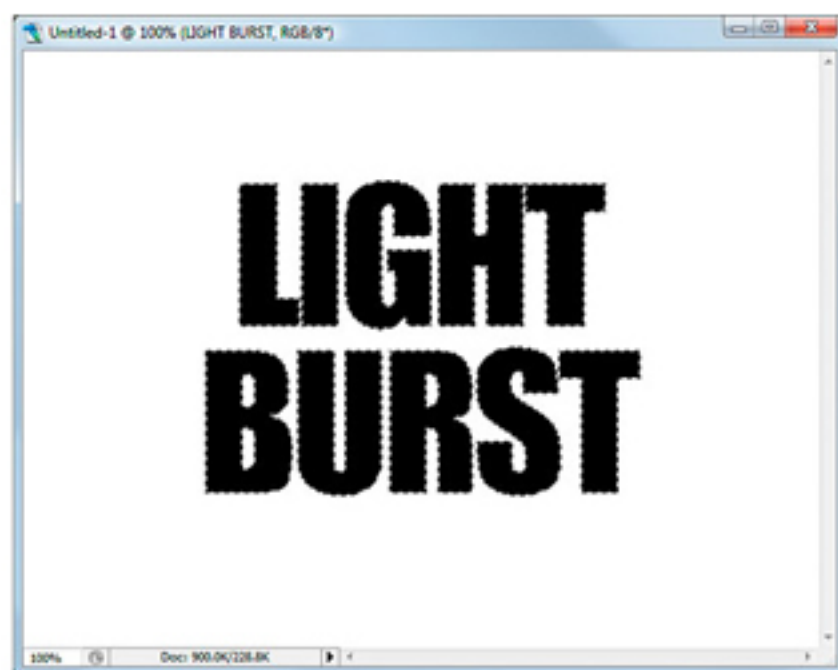 Untitled-1 @ 100% (LIGHT BURST, RGB/8*)
LIGHT
BURST
100% Doc: 900.0K/228.8K